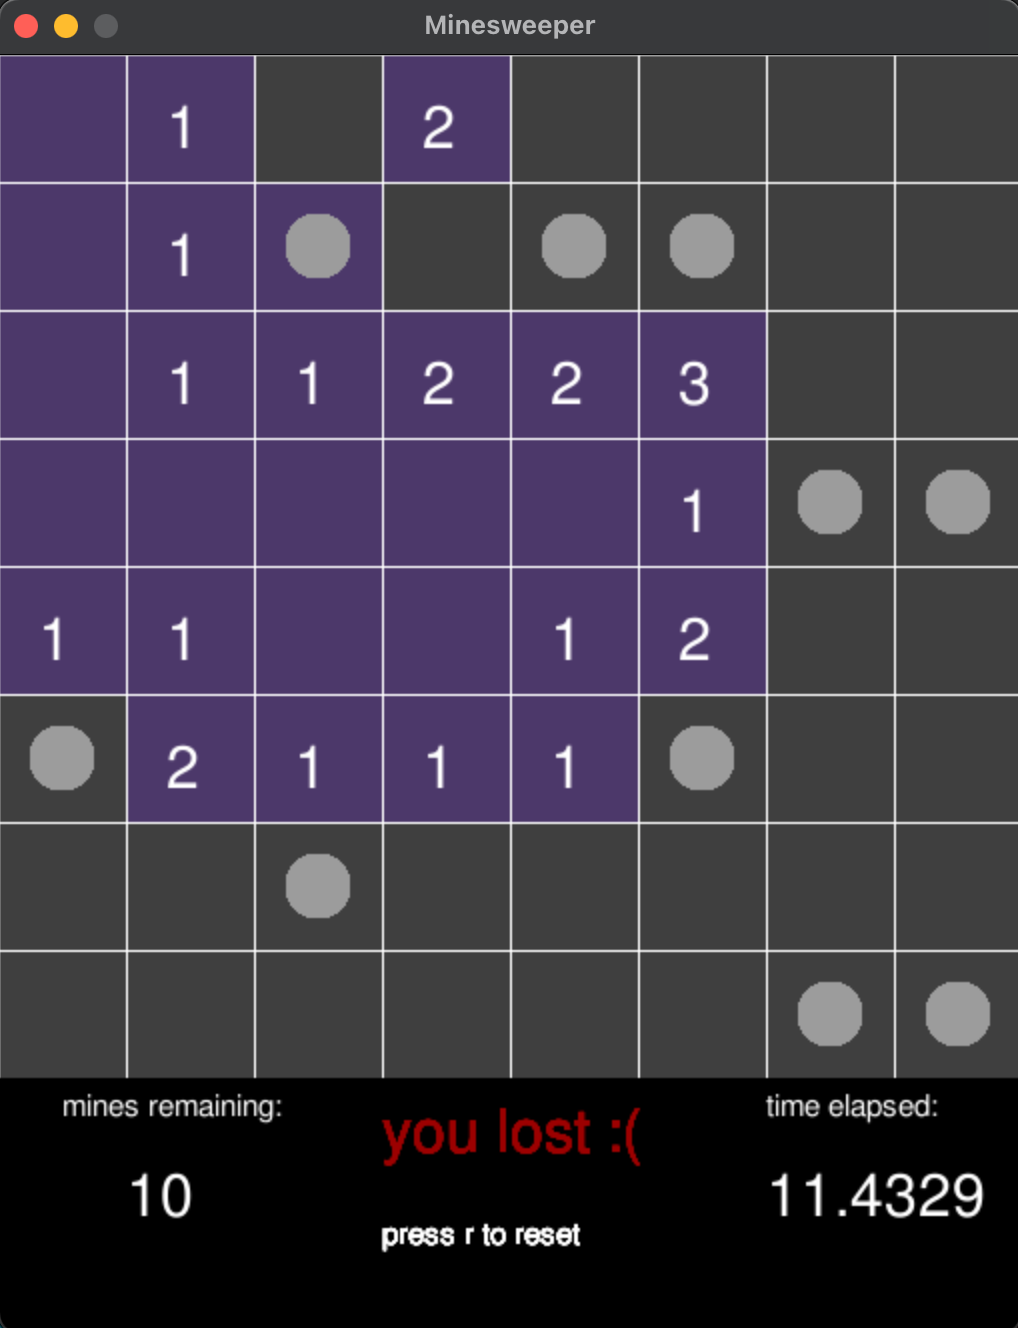 Minesweeper
1 2
1
1 1 2 2 3
1
1 1 1 2
2 1 1 1
mines remaining: you lost :( time elapsed:
10 11.4329
press r to reset